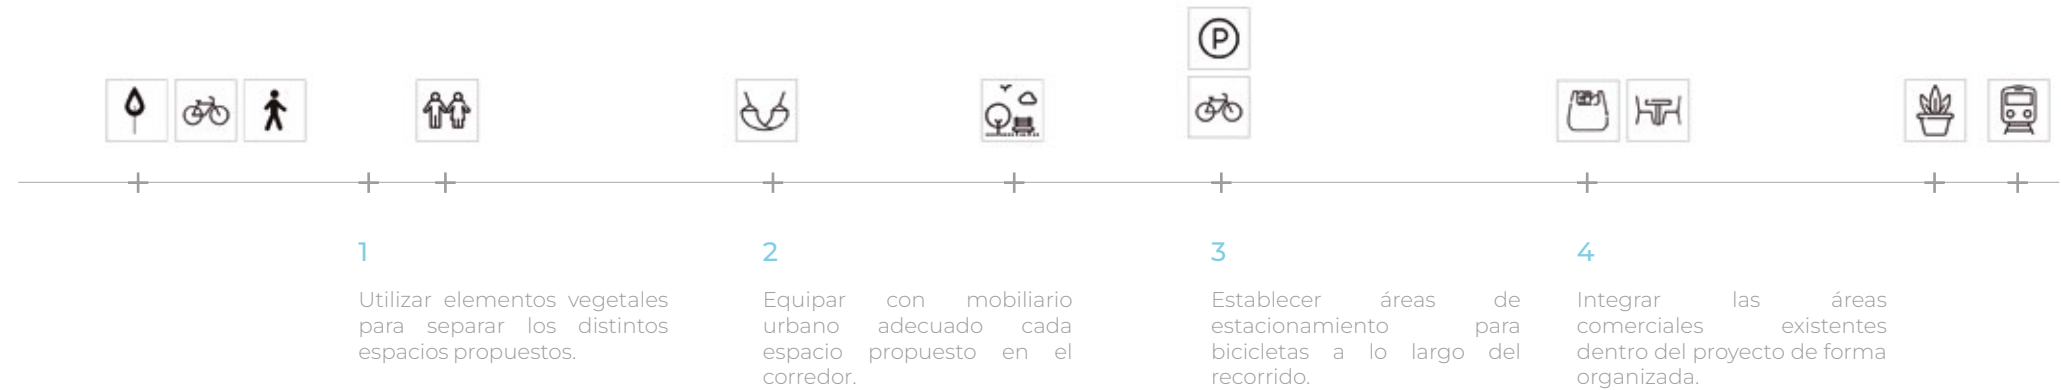 P
1
Utilizar elementos vegetales
para separar los distintos
espacios propuestos.
2
Equipar con mobiliario
urbano adecuado cada
espacio propuesto en el
corredor.
3
Establecer áreas de
estacionamiento para
bicicletas a lo largo del
recorrido.
4
Integrar las áreas
comerciales existentes
dentro del proyecto de forma
organizada.